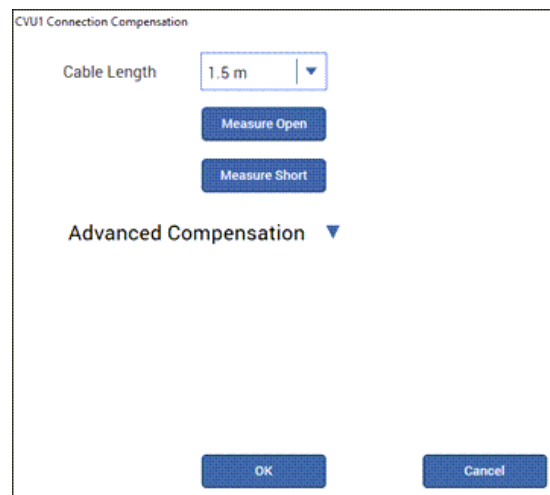 CVU1 Connection Compensation
Cable Length 1.5 m
Measure Open
Measure Short
Advanced Compensation
OK Cancel